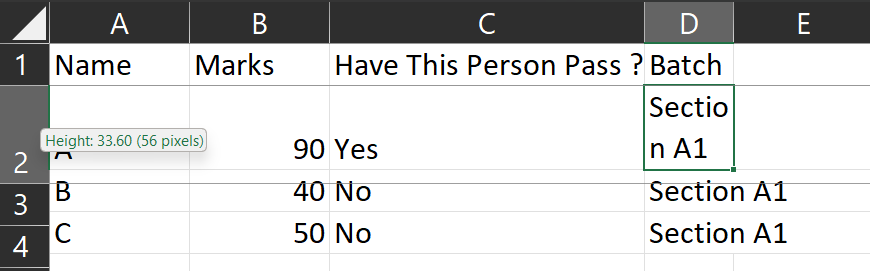 A B C D E
1 Name Marks Have This Person Pass ? Batch
Sectio
Height: 33.60 (56 pixels)
2 A 90 Yes n A1
3 B 40 No Section A1
4 C 50 No Section A1